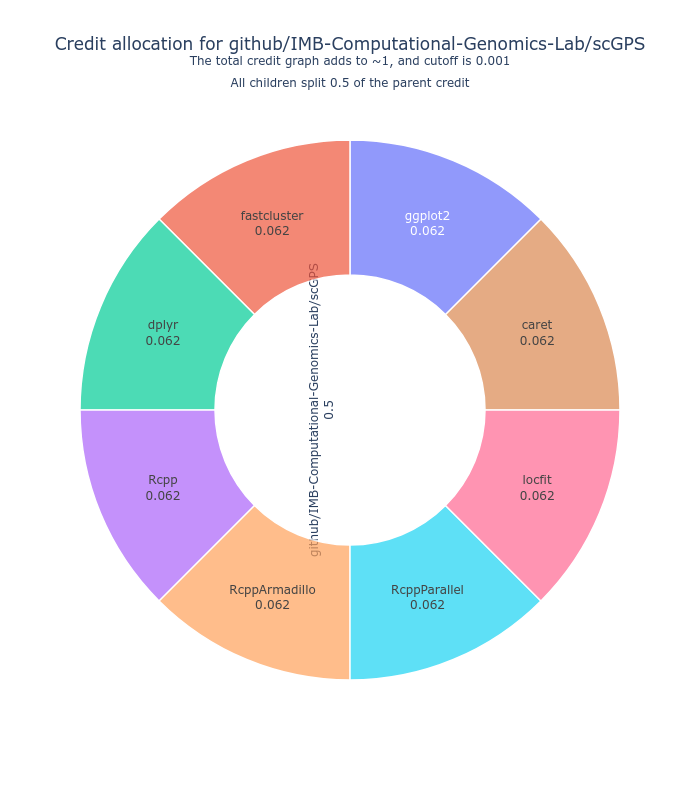 Credit allocation for github/IMB-Computational-Genomics-Lab/scGPS
The total credit graph adds to ~1, and cutoff is 0.001
All children split 0.5 of the parent credit
fastcluster
0.062
ggplot2
0.062
dplyr
0.062
caret
0.062
github/IMB-Computational-Genomics-Lab/scGPS
0.5
Rcpp
0.062
locfit
0.062
RcppArmadillo
0.062
RcppParallel
0.062